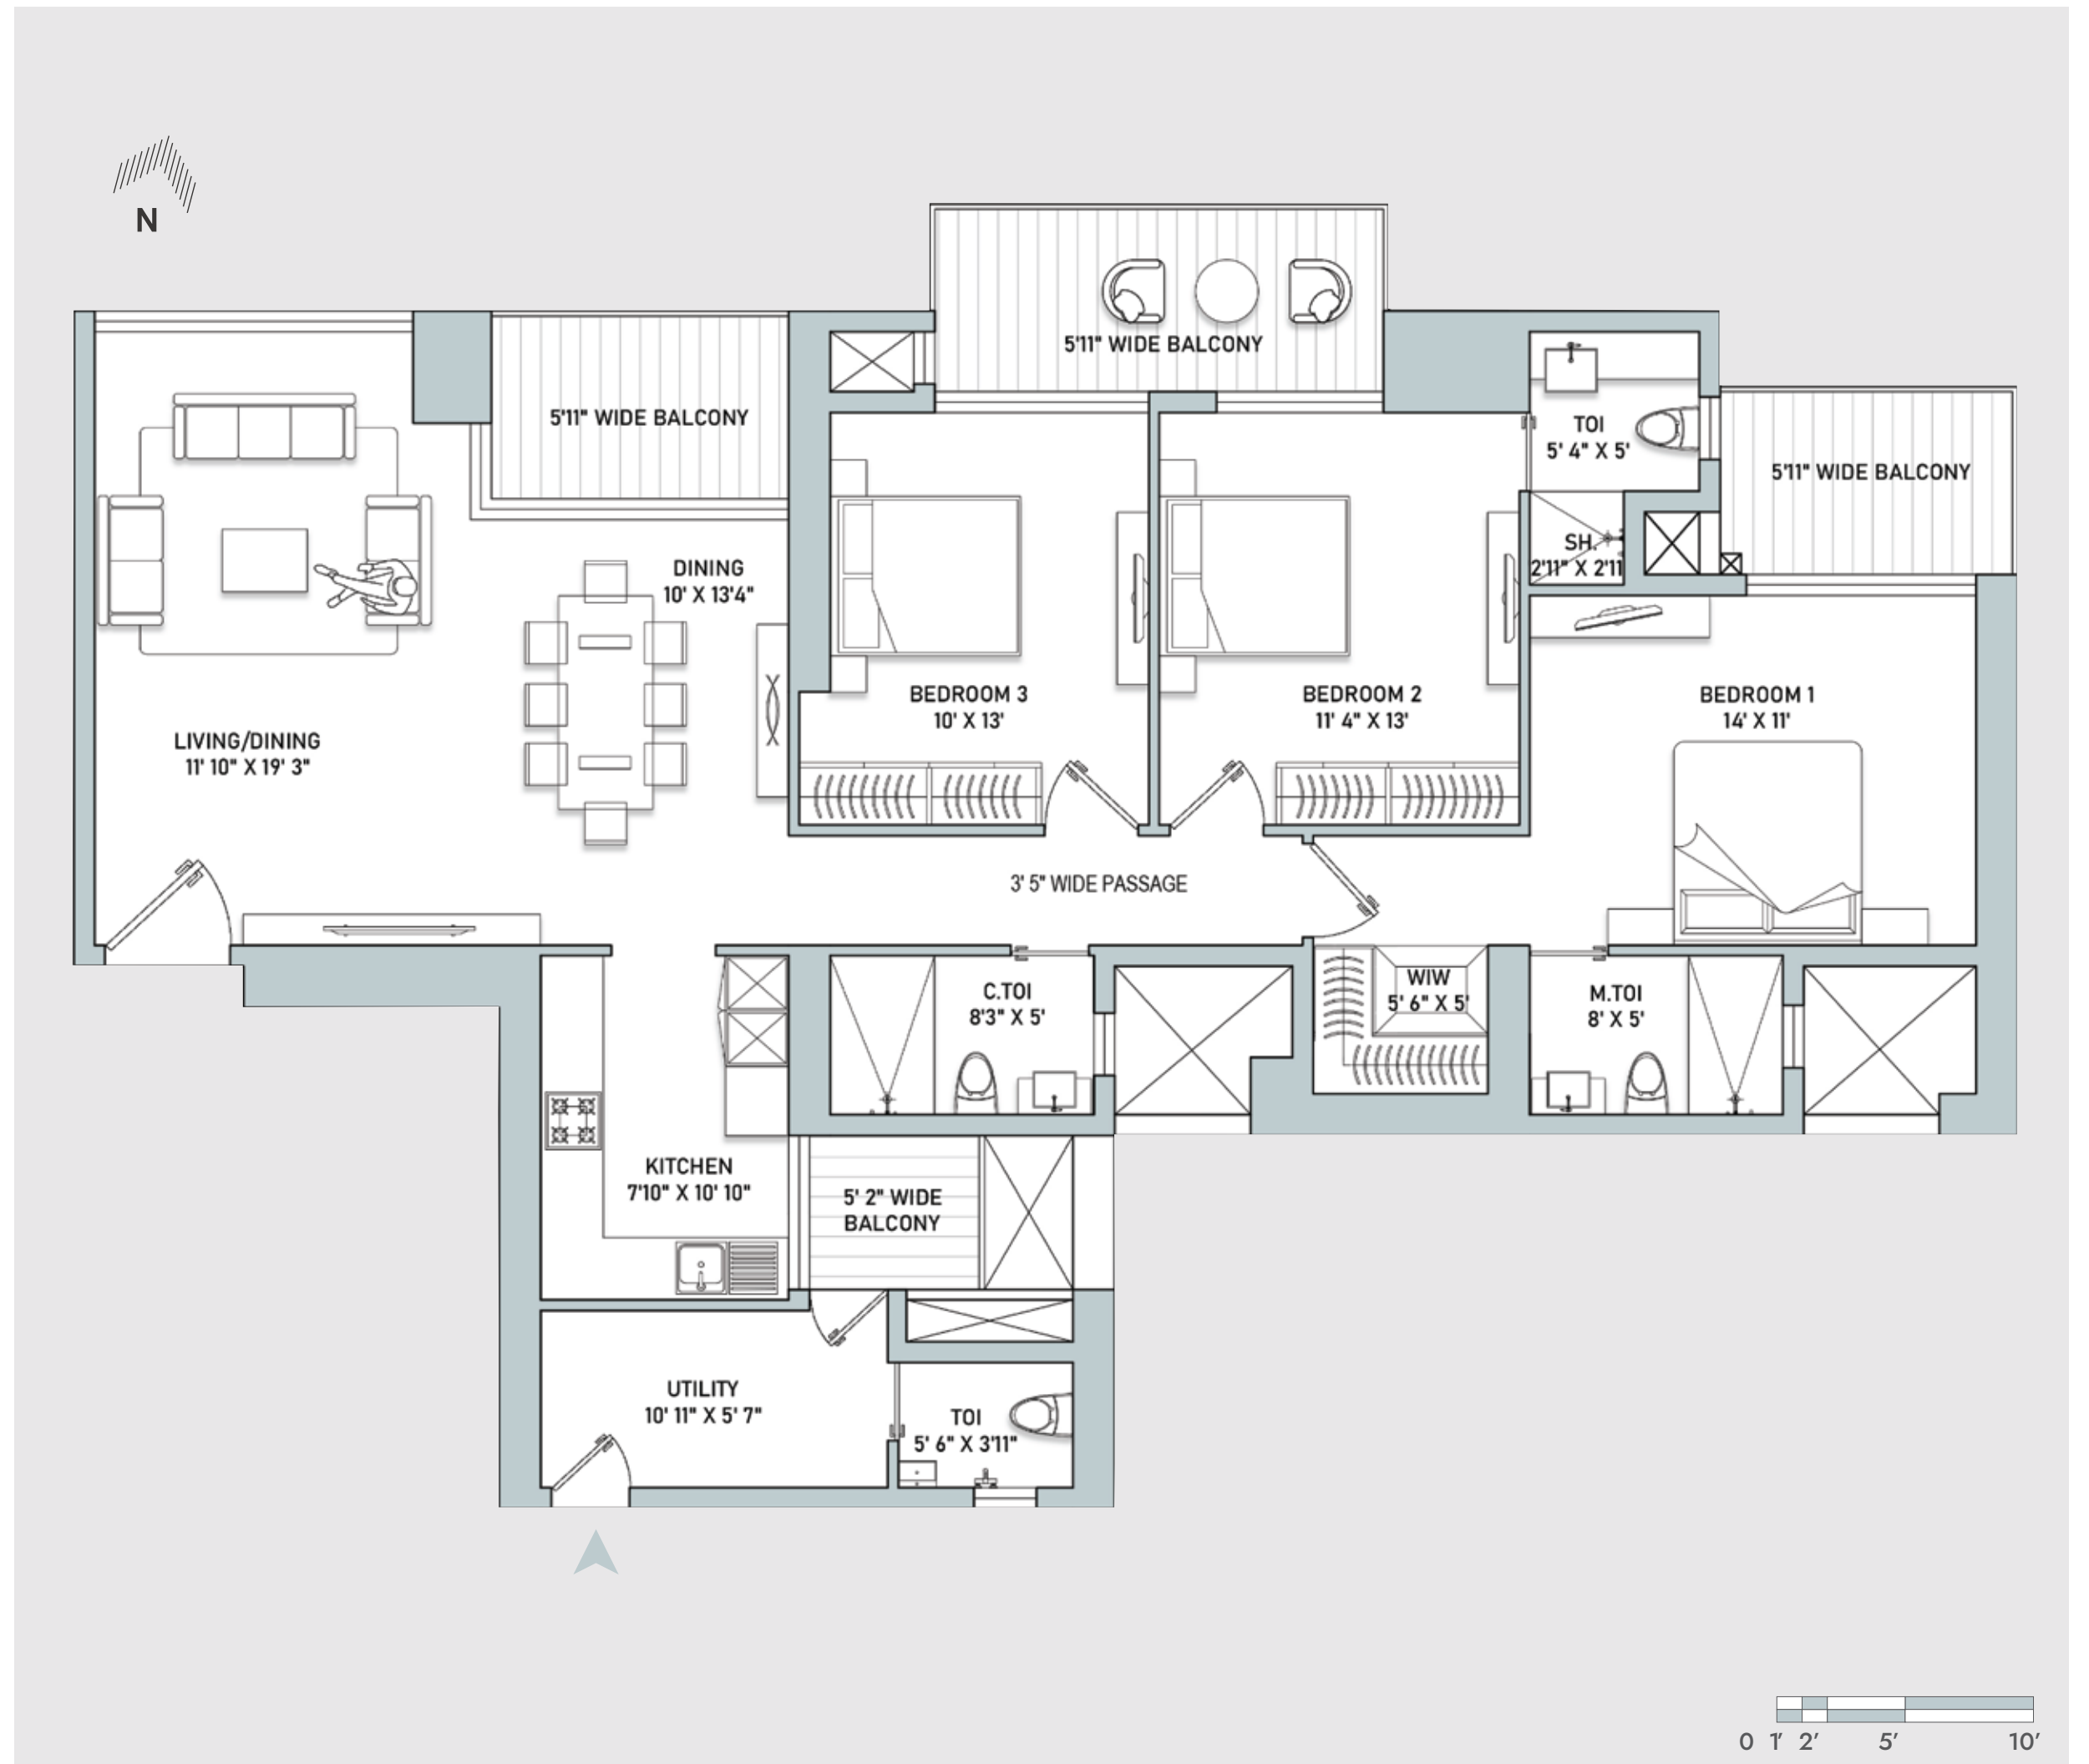 N
5'11" WIDE BALCONY
5'11" WIDE BALCONY
TOI
5' 4" X 5'
5'11" WIDE BALCONY
SH.
2'11" X 2'11
DINING
10' X 13'4"
BEDROOM 3
10' X 13'
BEDROOM 2
11' 4" X 13'
BEDROOM 1
14' X 11'
LIVING/DINING
11' 10" X 19' 3"
3' 5" WIDE PASSAGE
C.TOI
8'3" X 5'
WIW
5' 6" X 5'
M.TOI
8' X 5'
KITCHEN
7'10" X 10' 10"
5' 2" WIDE
BALCONY
UTILITY
10' 11" X 5' 7"
TOI
5' 6" X 3'11"
0 1' 2' 5' 10'